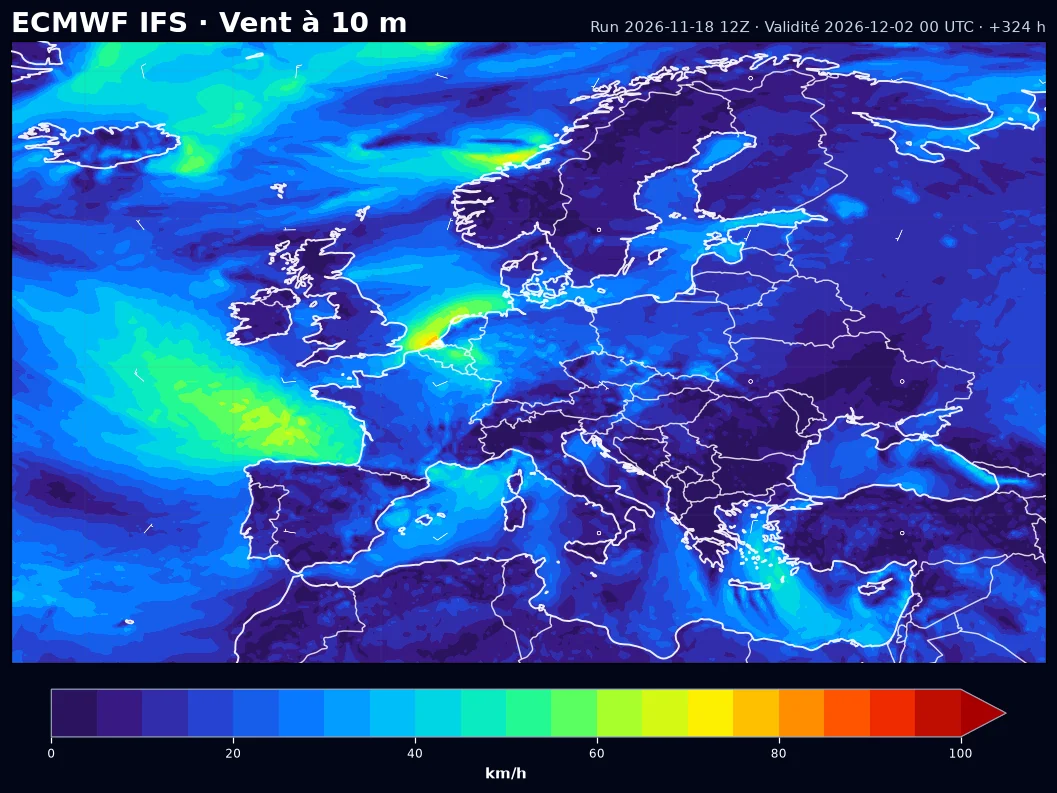 ECMWF IFS · Vent à 10 m
Run 2026-11-18 12Z · Validité 2026-12-02 00 UTC · +324 h
0 20 40 60 80 100
km/h